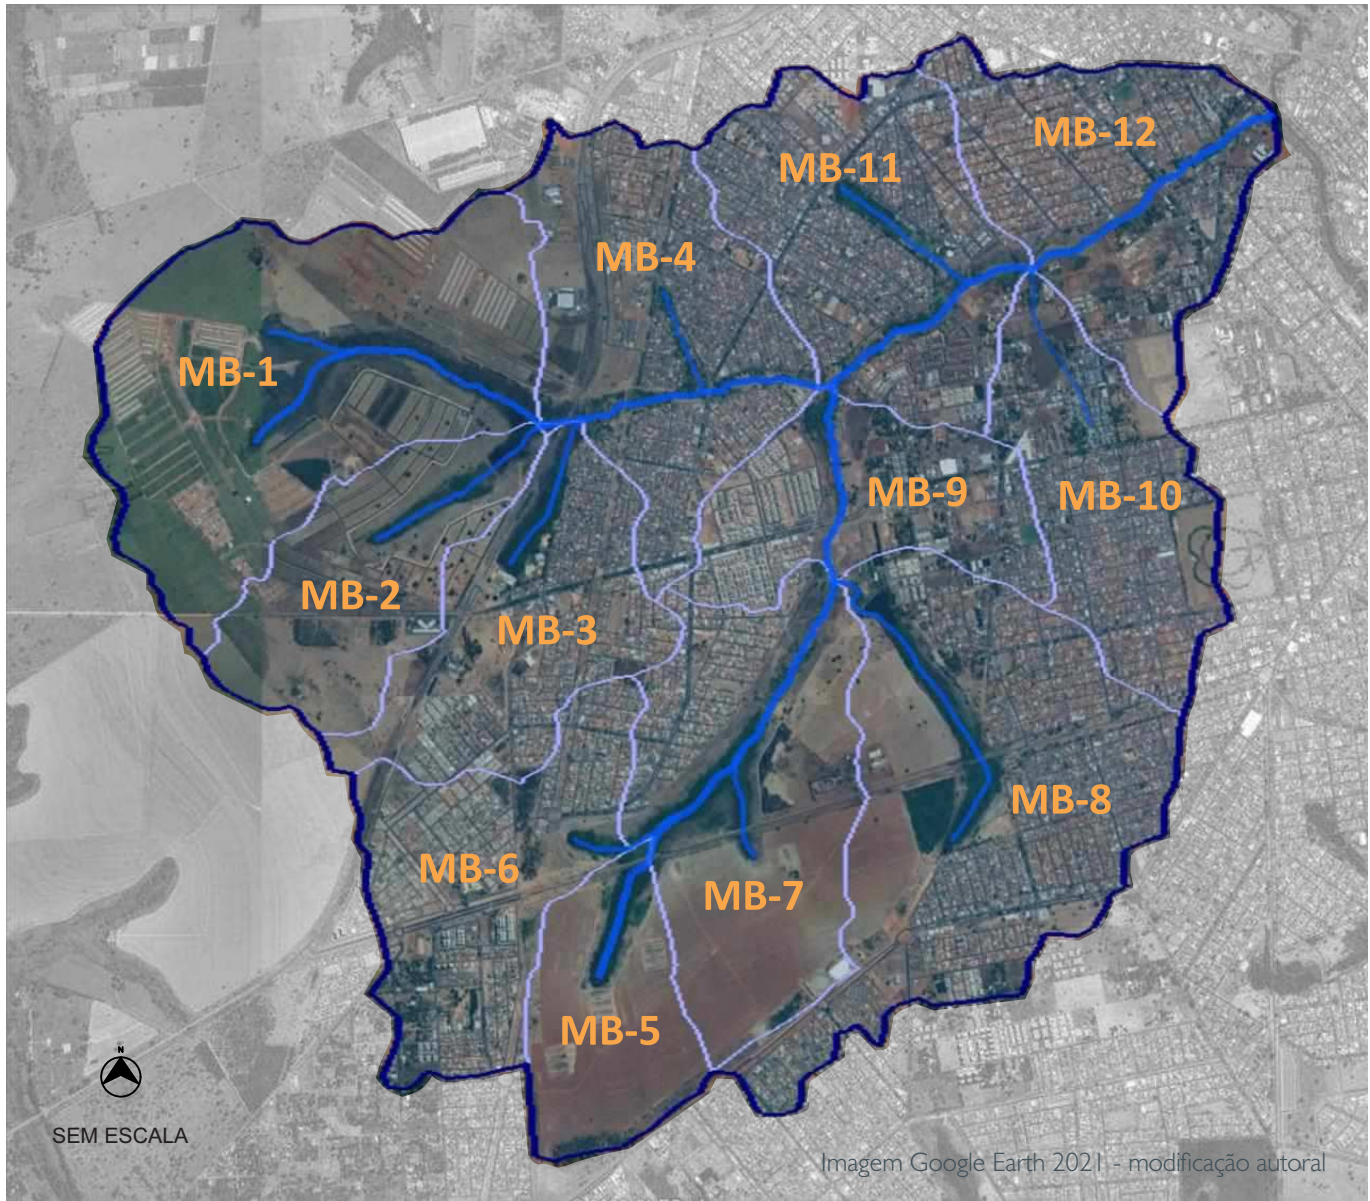 MB-12
MB-11
MB-4
MB-1
MB-9
MB-10
MB-2
MB-3
MB-8
MB-6
MB-7
MB-5
N
SEM ESCALA
Imagem Google Earth 2021 - modificação autoral